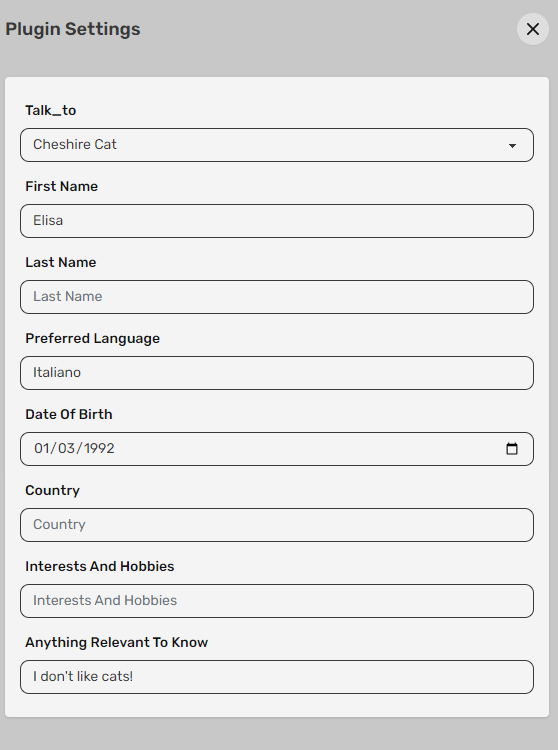 Plugin Settings
Talk_to
Cheshire Cat
First Name
Elisa
Last Name
Last Name
Preferred Language
Italiano
Date Of Birth
01/03/1992
Country
Country
Interests And Hobbies
Interests And Hobbies
Anything Relevant To Know
I don't like cats!